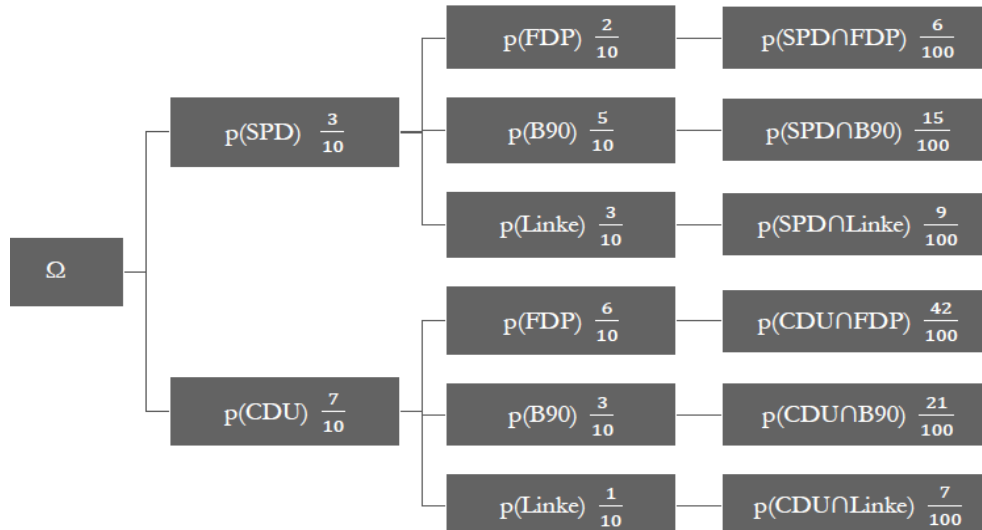 p(FDP) 2/10
p(SPD∩FDP) 6/100
p(SPD) 3/10
p(B90) 5/10
p(SPD∩B90) 15/100
p(Linke) 3/10
p(SPD∩Linke) 9/100
Ω
p(FDP) 6/10
p(CDU∩FDP) 42/100
p(CDU) 7/10
p(B90) 3/10
p(CDU∩B90) 21/100
p(Linke) 1/10
p(CDU∩Linke) 7/100